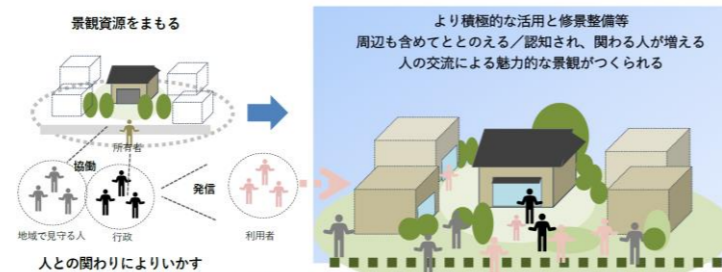 景観資源をまもる
所有者
協働
発信
地域で見守る人
行政
利用者
人との関わりによりいかす
より積極的な活用と修景整備等
周辺も含めてととのえる／認知され、関わる人が増える
人の交流による魅力的な景観がつくられる